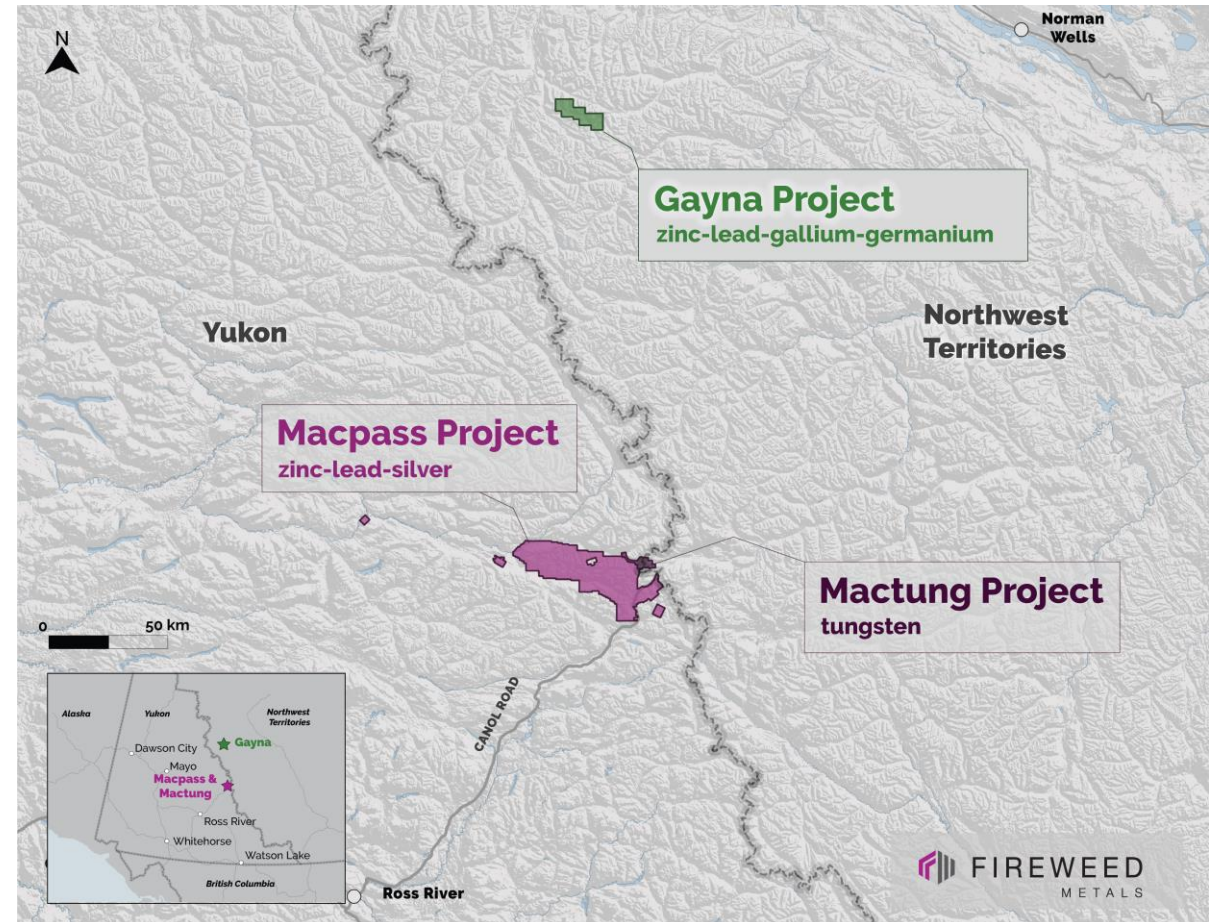 N
Norman
Wells
Gayna Project
zinc-lead-gallium-germanium
Yukon
Northwest
Territories
Macpass Project
zinc-lead-silver
Mactung Project
tungsten
0 50 km
CANOL ROAD
Alaska
Yukon
Northwest
Territories
Gayna
Dawson City
Mayo
Macpass &
Mactung
Ross River
Whitehorse
Watson Lake
British Columbia
Ross River
FIREWEED
METALS